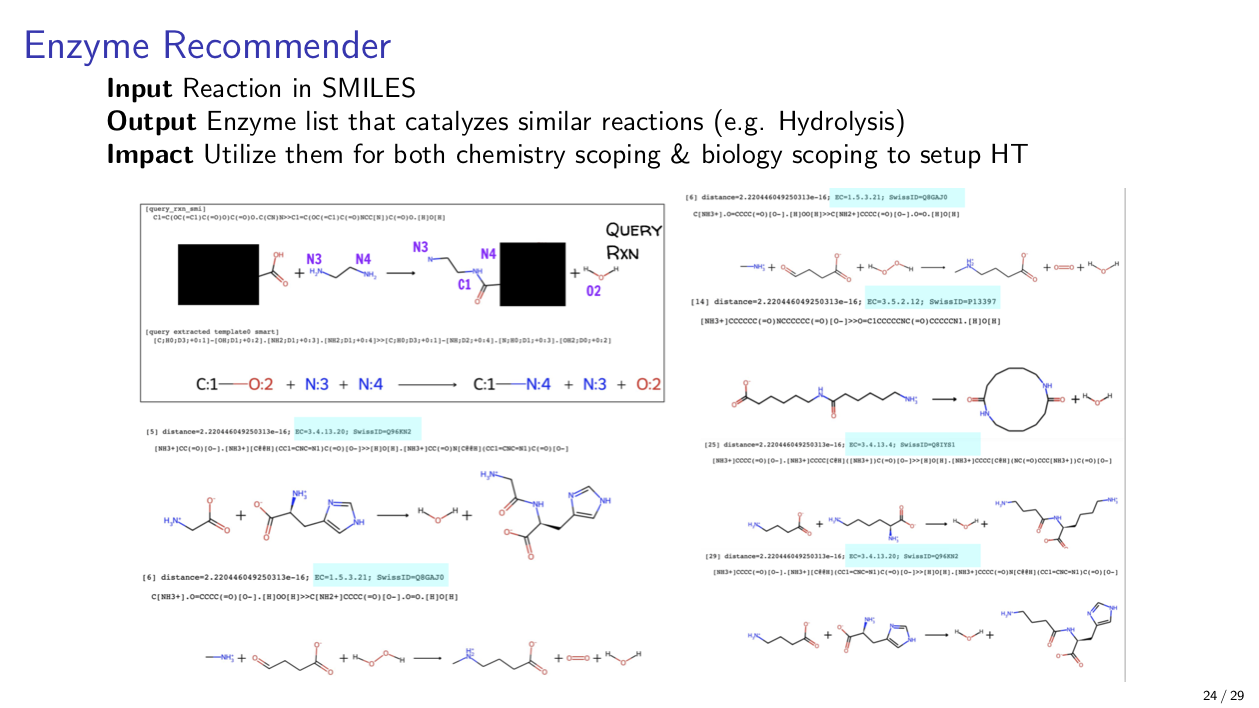 Enzyme Recommender
Input Reaction in SMILES
Output Enzyme list that catalyzes similar reactions (e.g. Hydrolysis)
Impact Utilize them for both chemistry scoping & biology scoping to setup HT
[query_rxn_smi]
C1=C(OC(=C1)C(=O)O)C(=O)O.C(CN)N>>C1=C(OC(=C1)C(=O)NCC[N])C(=O)O.[H]O[H]
QUERY
RXN
N3 N4
OH
O
+ H₂N NH₂
N3 N4
N NH
C1 O
+ H O H
O2
[query extracted template0 smart]
[C;H0;D3;+0:1]-[OH;D1;+0:2].[NH2;D1;+0:3].[NH2;D1;+0:4]>>[C;H0;D3;+0:1]-[NH;D2;+0:4].[N;H0;D1;+0:3].[OH2;D0;+0:2]
C:1 O:2 + N:3 + N:4 C:1 N:4 + N:3 + O:2
[5] distance=2.220446049250313e-16; EC=3.4.13.20; SwissID=Q96KN2
[NH3+]CC(=O)[O-].[NH3+][C@@H](CC1=CNC=N1)C(=O)[O-]>>[H]O[H].[NH3+]CC(=O)N[C@@H](CC1=CNC=N1)C(=O)[O-]
[6] distance=2.220446049250313e-16; EC=1.5.3.21; SwissID=Q8GAJ0
C[NH3+].O=CCCC(=O)[O-].[H]OO[H]>>C[NH2+]CCCC(=O)[O-].O=O.[H]O[H]
[6] distance=2.220446049250313e-16; EC=1.5.3.21; SwissID=Q8GAJ0
C[NH3+].O=CCCC(=O)[O-].[H]OO[H]>>C[NH2+]CCCC(=O)[O-].O=O.[H]O[H]
[14] distance=2.220446049250313e-16; EC=3.5.2.12; SwissID=P13397
[NH3+]CCCCCC(=O)NCCCCCC(=O)[O-]>>O=C1CCCCCNC(=O)CCCCCN1.[H]O[H]
[25] distance=2.220446049250313e-16; EC=3.4.13.4; SwissID=Q8IYS1
[NH3+]CCCC(=O)[O-].[NH3+]CCCC[C@H]([NH3+])C(=O)[O-]>>[H]O[H].[NH3+]CCCC[C@H](NC(=O)CCC[NH3+])C(=O)[O-]
[29] distance=2.220446049250313e-16; EC=3.4.13.20; SwissID=Q96KN2
[NH3+]CCCC(=O)[O-].[NH3+][C@@H](CC1=CNC=N1)C(=O)[O-]>>[H]O[H].[NH3+]CCCC(=O)N[C@@H](CC1=CNC=N1)C(=O)[O-]
24 / 29